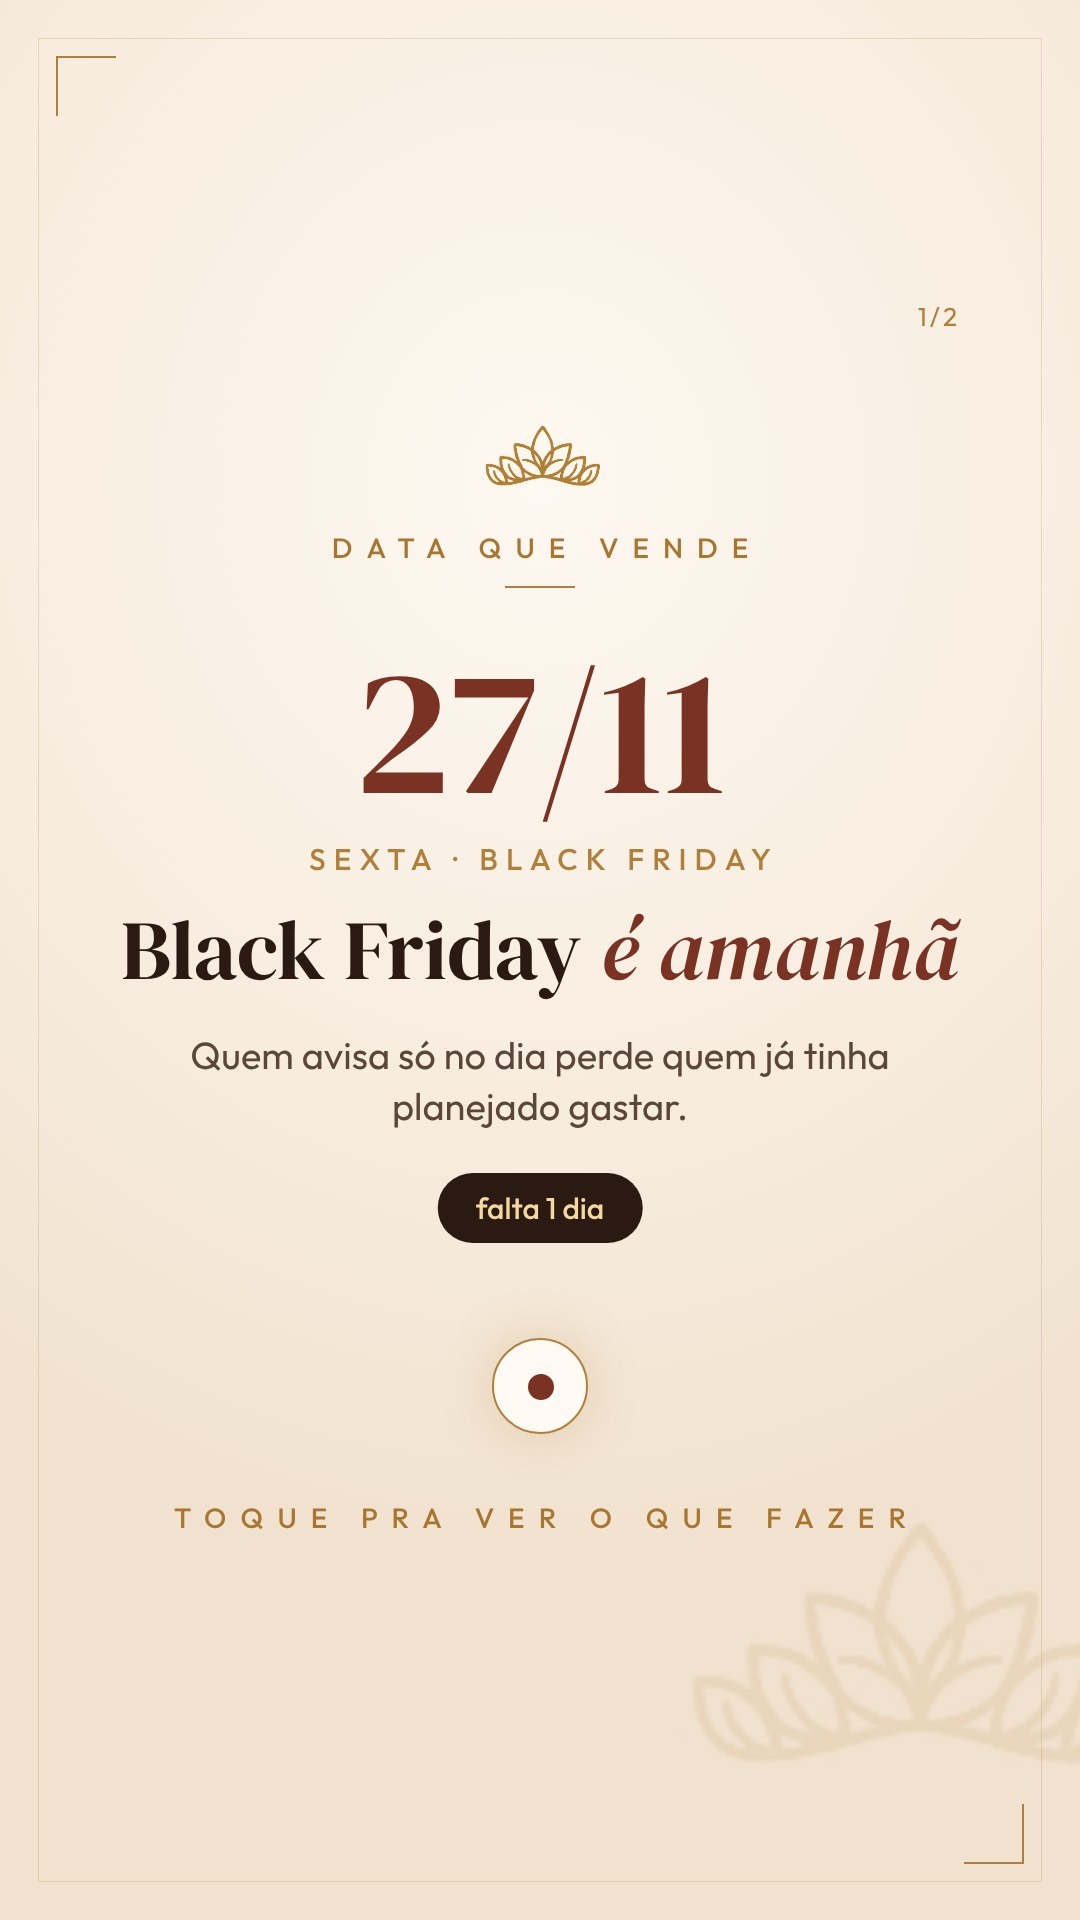 1/2
DATA QUE VENDE
27/11
SEXTA · BLACK FRIDAY
Black Friday é amanhã
Quem avisa só no dia perde quem já tinha
planejado gastar.
falta 1 dia
TOQUE PRA VER O QUE FAZER